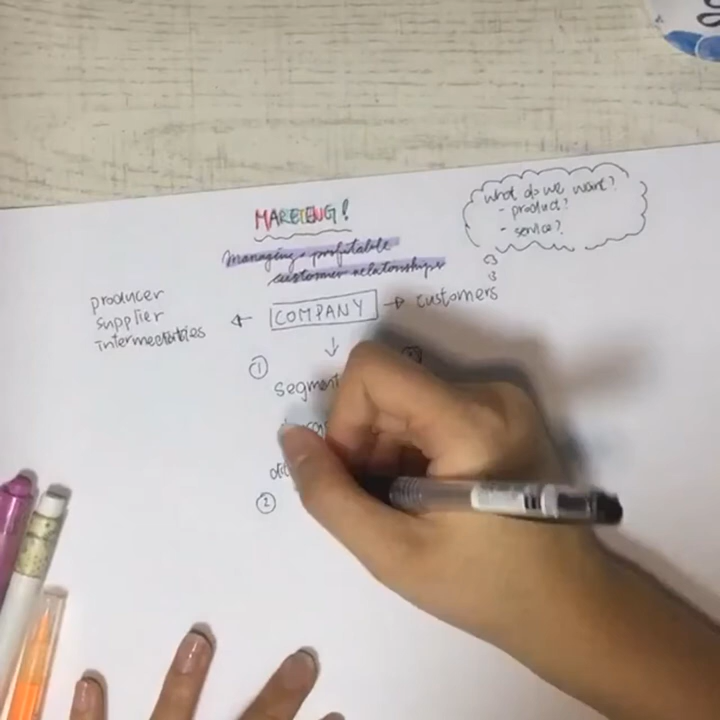 MARKETING!
managing profitable
customer relationships
what do we want?
- product?
- service?
producer
supplier
intermediaries
COMPANY
customers
1
segment
2